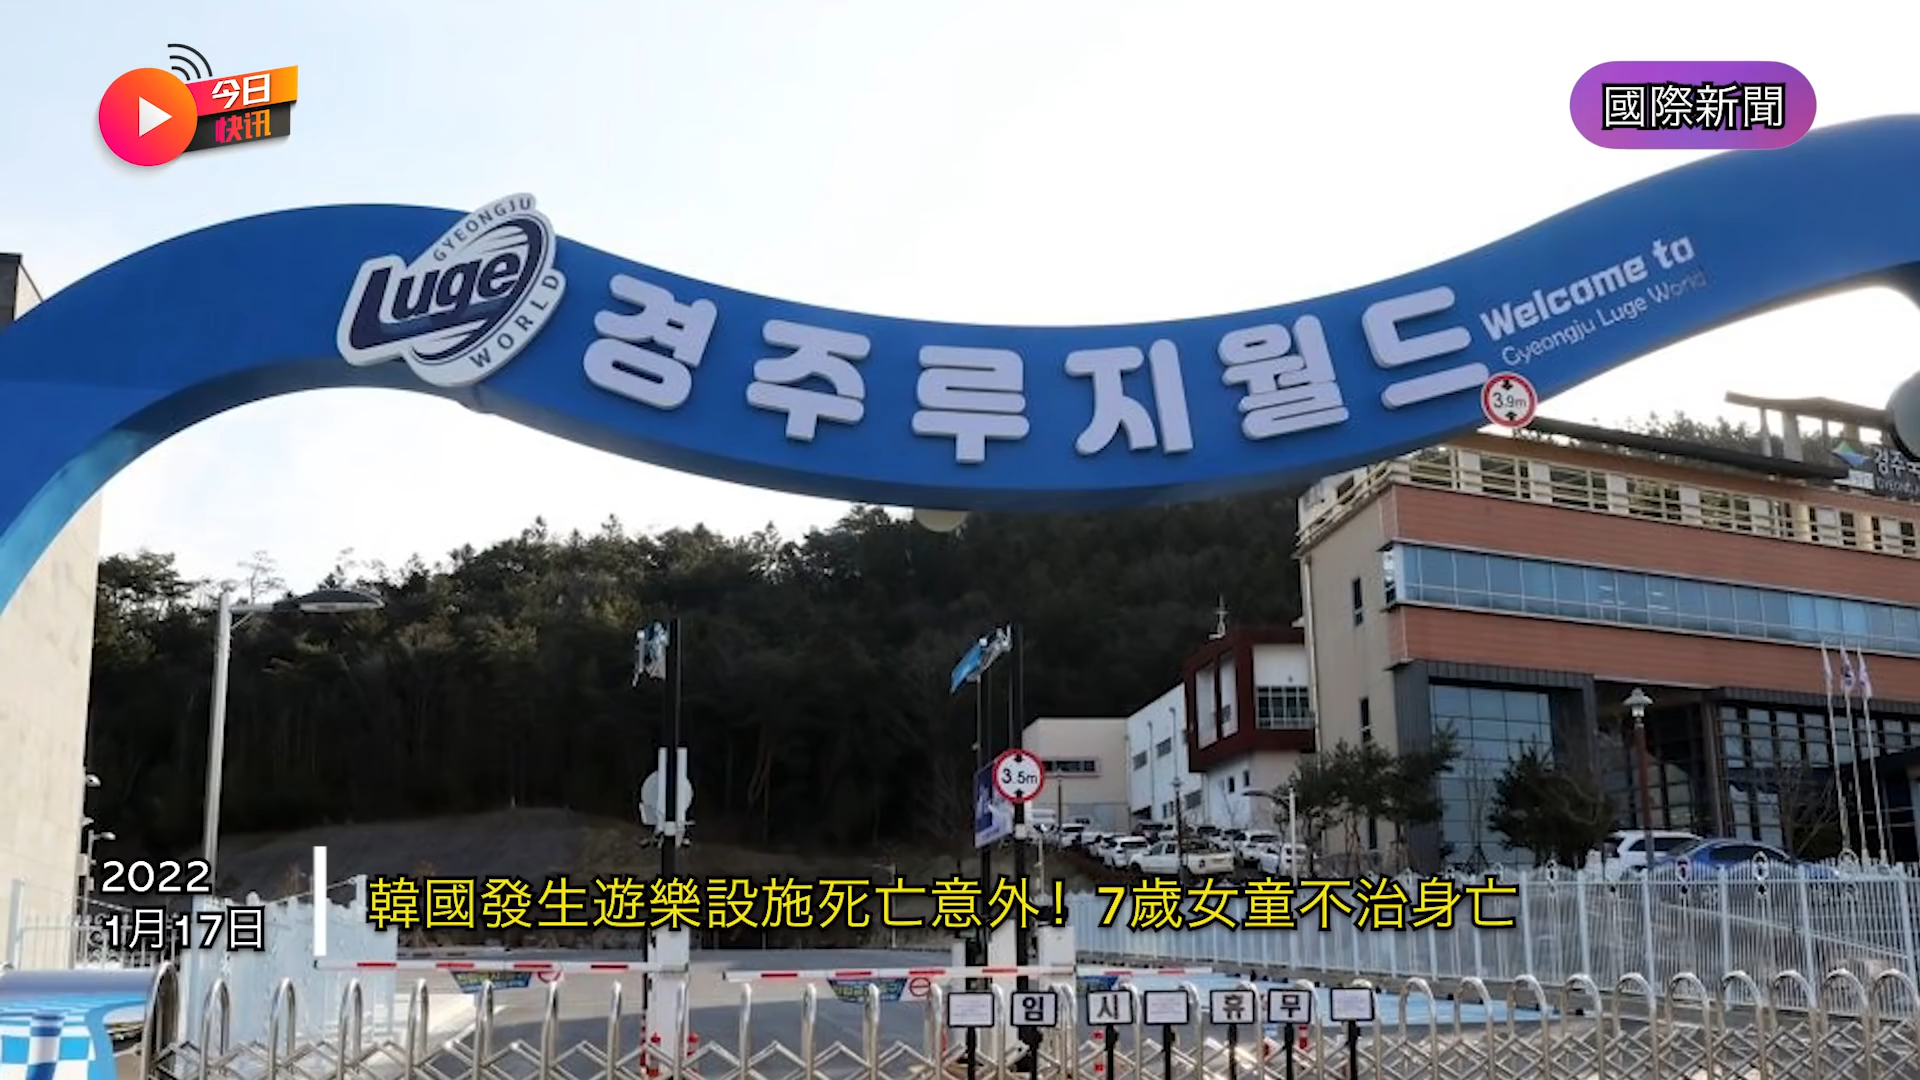 今日
快讯
國際新聞
GYEONGJU
Luge
WORLD
경주루지월드
Welcome to
Gyeongju Luge World
3.9m
3.5m
2022
1月17日
韓國發生遊樂設施死亡意外！7歲女童不治身亡
임시 휴무